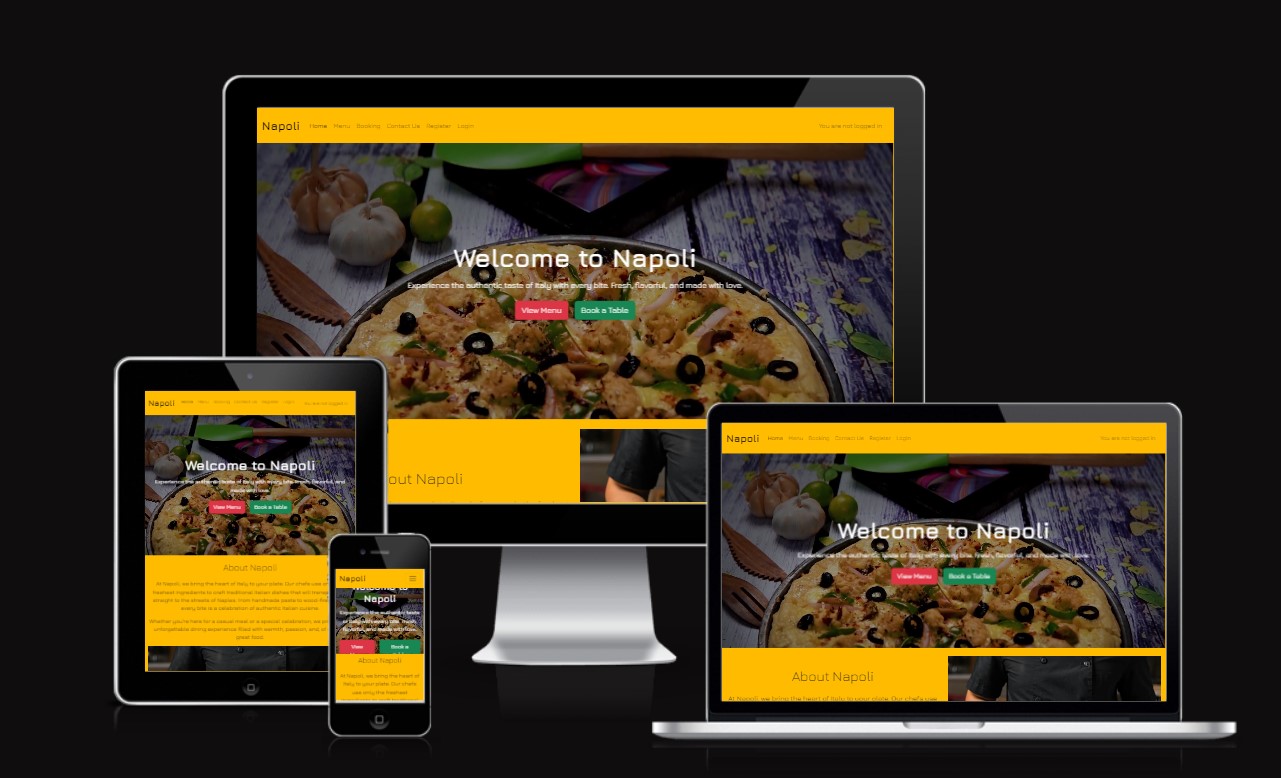 Napoli Home Menu Booking Contact Us Register Login You are not logged in
Welcome to Napoli
Experience the authentic taste of Italy with every bite. Fresh, flavorful, and made with love.
View Menu Book a Table
out Napoli
Napoli Home Menu Booking Contact Us Register Login You are not logged in
Welcome to Napoli
Experience the authentic taste of Italy with every bite. Fresh, flavorful, and
made with love.
View Menu Book a Table
About Napoli
At Napoli, we bring the heart of Italy to your plate. Our chefs use
freshest ingredients to craft traditional Italian dishes that will
straight to the streets of Naples. From handmade pasta to wood-
every bite is a celebration of authentic Italian cuisine.
Whether you're here for a casual meal or a special celebration, we
unforgettable dining experience filled with warmth, passion, and, of
great food.
Napoli
Welcome to
Napoli
Experience the authentic taste
of Italy with every bite. Fresh,
flavorful, and made with love.
View Book a
About Napoli
At Napoli, we bring the heart of
Italy to your plate. Our chefs
use only the freshest
Napoli Home Menu Booking Contact Us Register Login You are not logged in
Welcome to Napoli
Experience the authentic taste of Italy with every bite. Fresh, flavorful, and made with love.
View Menu Book a Table
About Napoli
At Napoli, we bring the heart of Italy to your plate. Our chefs use